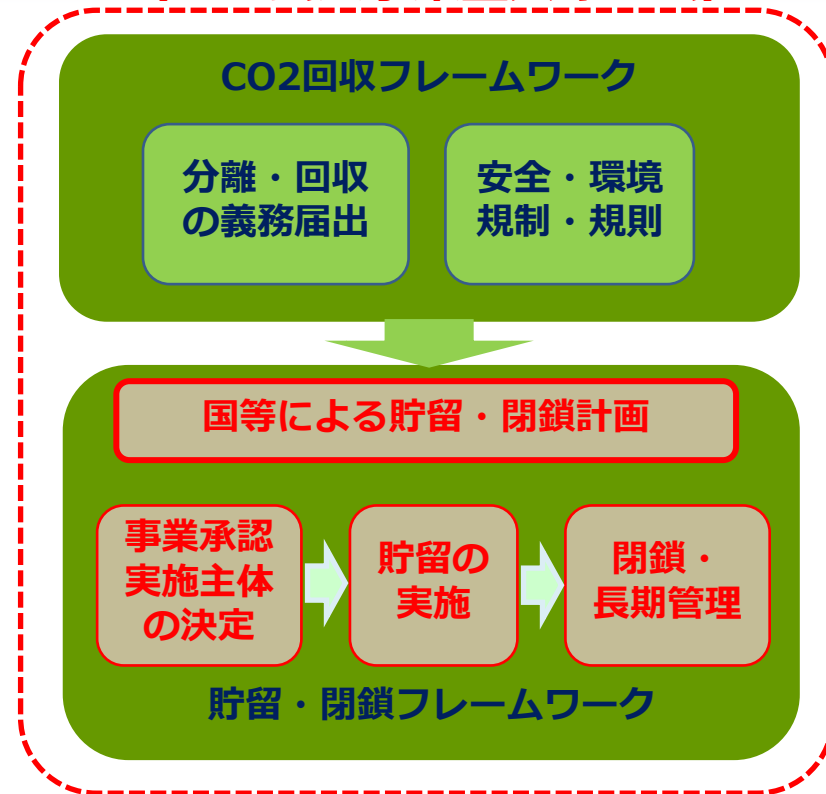 CO2回収フレームワーク
分離・回収
の義務届出
安全・環境
規制・規則
国等による貯留・閉鎖計画
事業承認
実施主体
の決定
貯留の
実施
閉鎖・
長期管理
貯留・閉鎖フレームワーク